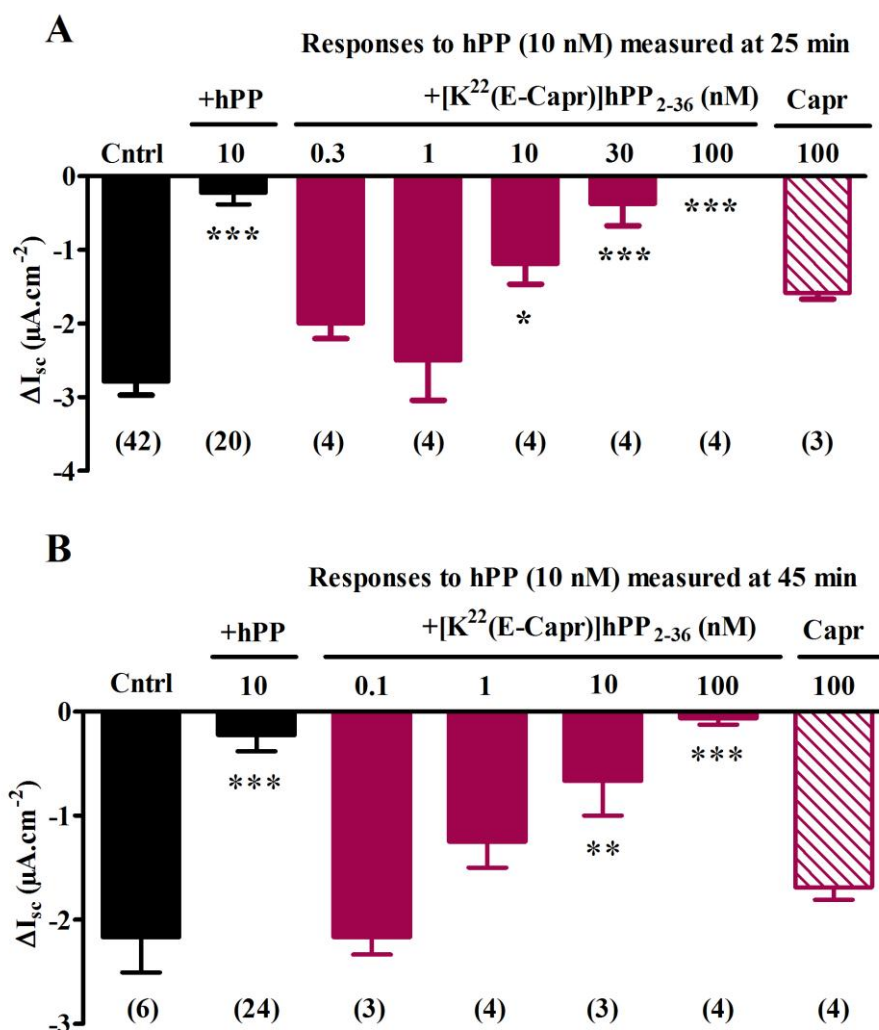 A
Responses to hPP (10 nM) measured at 25 min
+hPP +[K²²(E-Capr)]hPP₂₋₃₆ (nM) Capr
Cntrl 10 0.3 1 10 30 100 100
0
-1
-2
-3
-4
ΔIsc (µA.cm⁻²)
*** * *** ***
(42) (20) (4) (4) (4) (4) (4) (3)
B
Responses to hPP (10 nM) measured at 45 min
+hPP +[K²²(E-Capr)]hPP₂₋₃₆ (nM) Capr
Cntrl 10 0.1 1 10 100 100
0
-1
-2
-3
ΔIsc (µA.cm⁻²)
*** ** ***
(6) (24) (3) (4) (3) (4) (4)